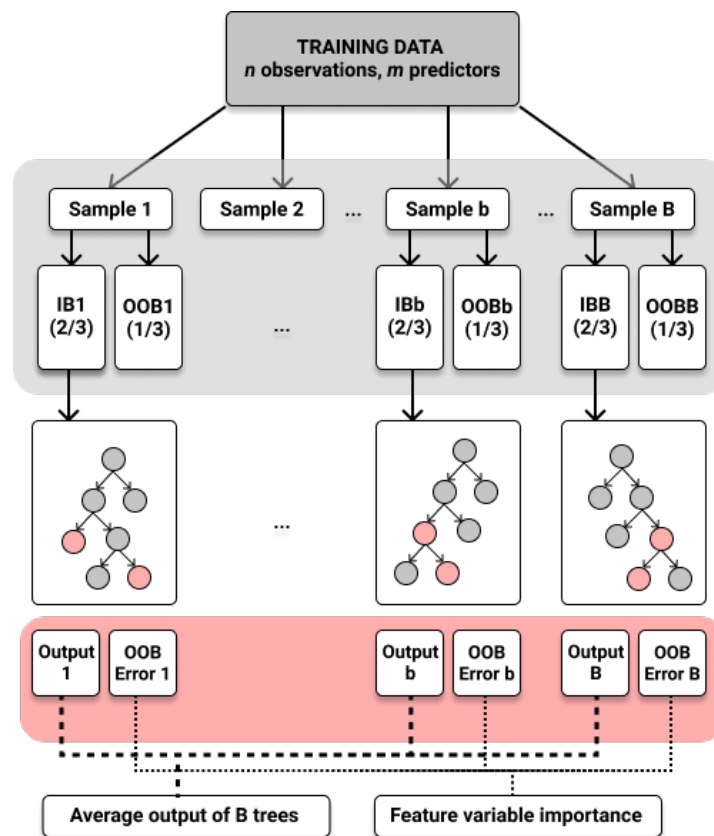 TRAINING DATA
n observations, m predictors
Sample 1
Sample 2
...
Sample b
...
Sample B
IB1
(2/3)
OOB1
(1/3)
...
IBb
(2/3)
OOBb
(1/3)
IBB
(2/3)
OOBB
(1/3)
...
Output
1
OOB
Error 1
Output
b
OOB
Error b
Output
B
OOB
Error B
Average output of B trees
Feature variable importance